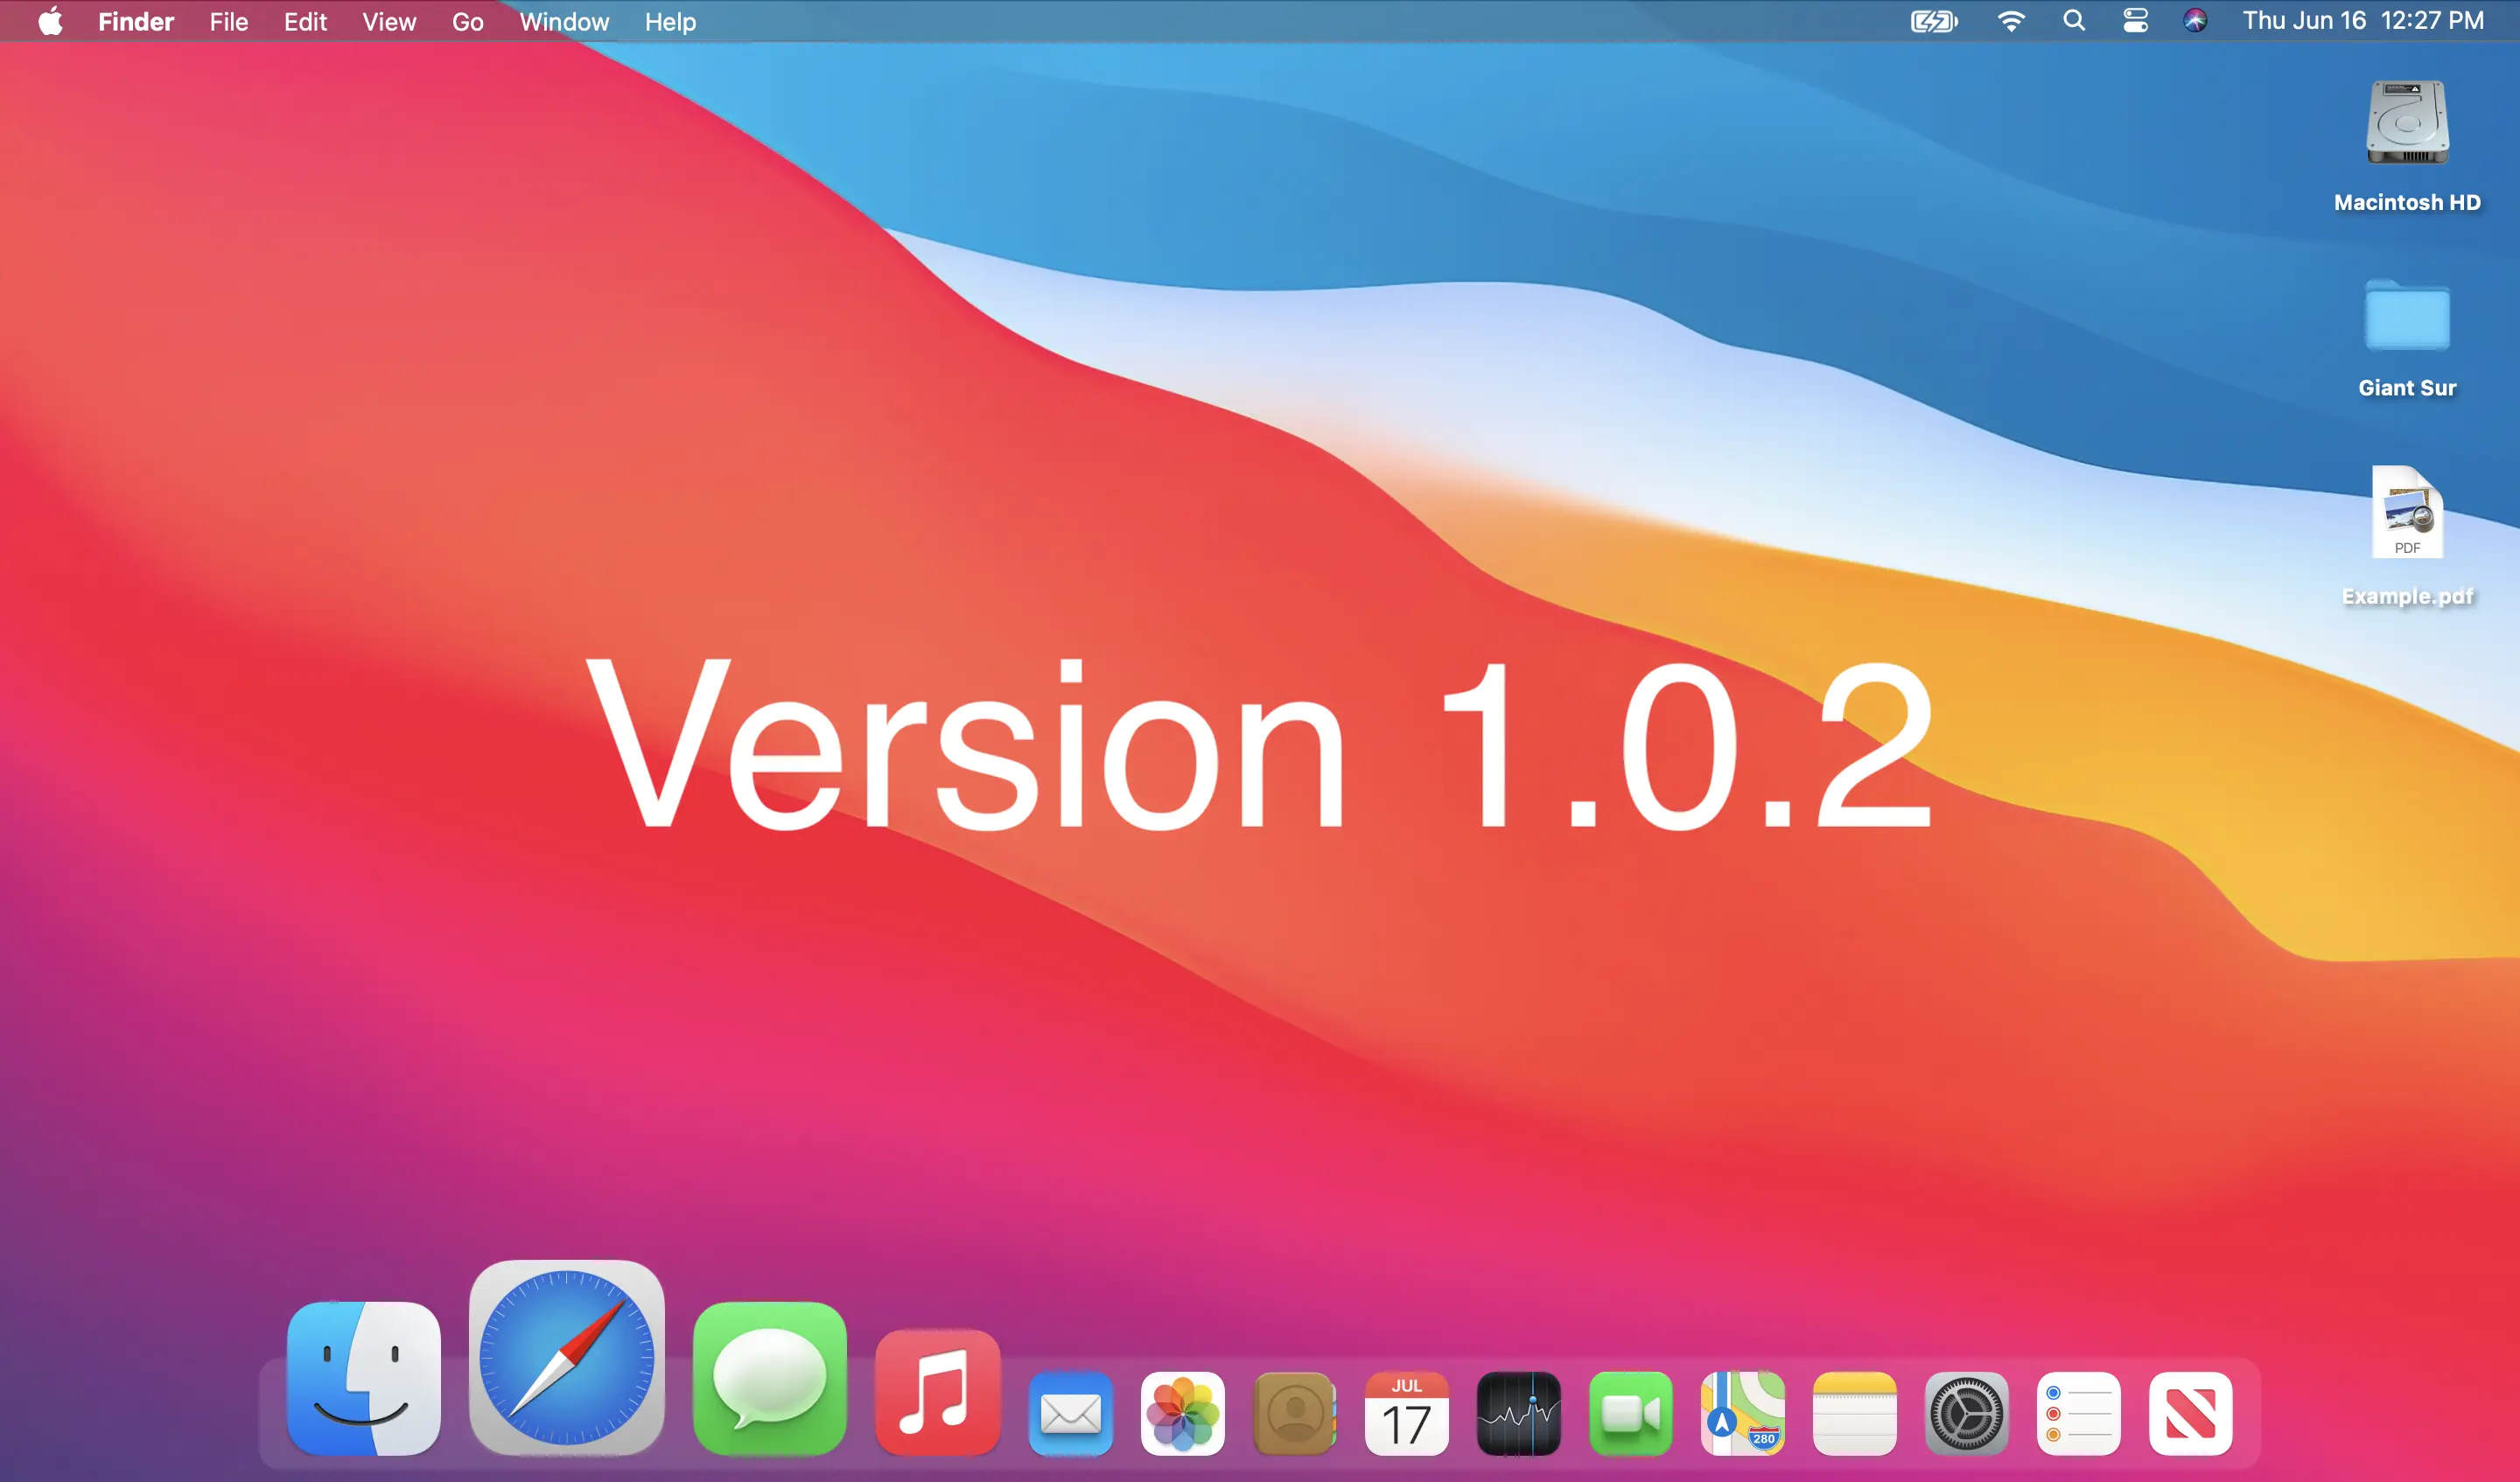 Finder File Edit View Go Window Help Thu Jun 16 12:27 PM
Macintosh HD
Giant Sur
PDF
Example.pdf
Version 1.0.2
JUL
17
280